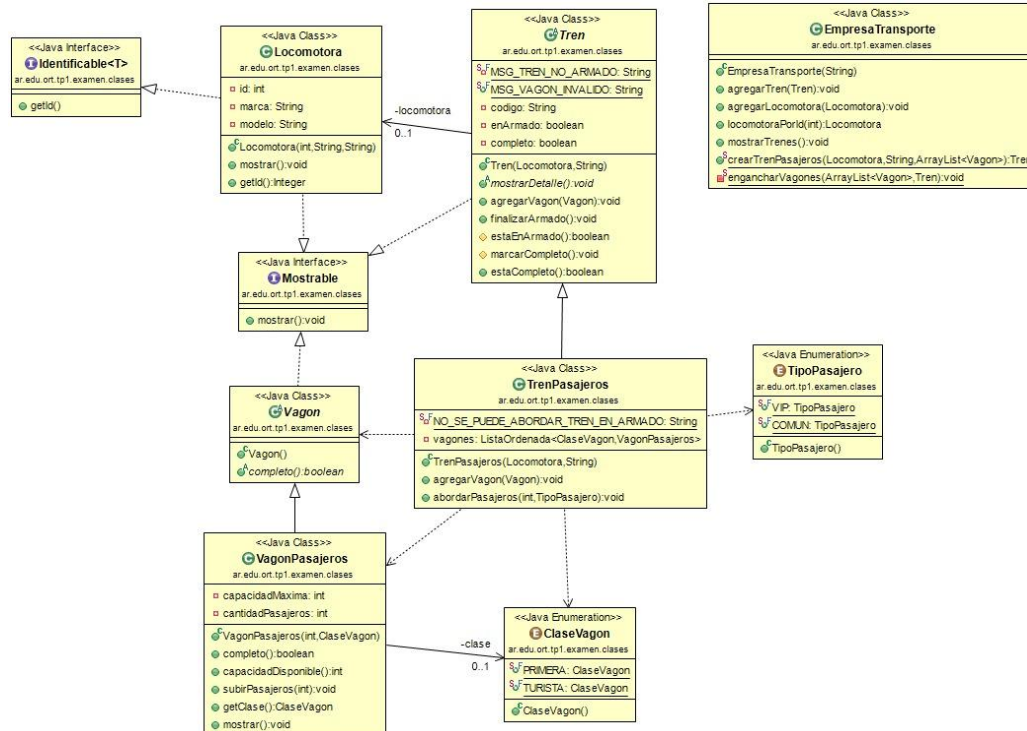 <<Java Interface>>
Identificable<T>
ar.edu.ort.tp1.examen.clases
getId()
<<Java Class>>
Locomotora
ar.edu.ort.tp1.examen.clases
id: int
marca: String
modelo: String
Locomotora(int,String,String)
mostrar():void
getId():Integer
-locomotora
0..1
<<Java Class>>
Tren
ar.edu.ort.tp1.examen.clases
MSG_TREN_NO_ARMADO: String
MSG_VAGON_INVALIDO: String
codigo: String
enArmado: boolean
completo: boolean
Tren(Locomotora,String)
mostrarDetalle():void
agregarVagon(Vagon):void
finalizarArmado():void
estaEnArmado():boolean
marcarCompleto():void
estaCompleto():boolean
<<Java Class>>
EmpresaTransporte
ar.edu.ort.tp1.examen.clases
EmpresaTransporte(String)
agregarTren(Tren):void
agregarLocomotora(Locomotora):void
locomotoraPorId(int):Locomotora
mostrarTrenes():void
crearTrenPasajeros(Locomotora,String,ArrayList<Vagon>):Tren
engancharVagones(ArrayList<Vagon>,Tren):void
<<Java Interface>>
Mostrable
ar.edu.ort.tp1.examen.clases
mostrar():void
<<Java Class>>
Vagon
ar.edu.ort.tp1.examen.clases
Vagon()
completo():boolean
<<Java Class>>
TrenPasajeros
ar.edu.ort.tp1.examen.clases
NO_SE_PUEDE_ABORDAR_TREN_EN_ARMADO: String
vagones: ListaOrdenada<ClaseVagon,VagonPasajeros>
TrenPasajeros(Locomotora,String)
agregarVagon(Vagon):void
abordarPasajeros(int,TipoPasajero):void
<<Java Enumeration>>
TipoPasajero
ar.edu.ort.tp1.examen.clases
VIP: TipoPasajero
COMUN: TipoPasajero
TipoPasajero()
<<Java Class>>
VagonPasajeros
ar.edu.ort.tp1.examen.clases
capacidadMaxima: int
cantidadPasajeros: int
VagonPasajeros(int,ClaseVagon)
completo():boolean
capacidadDisponible():int
subirPasajeros(int):void
getClase():ClaseVagon
mostrar():void
-clase
0..1
<<Java Enumeration>>
ClaseVagon
ar.edu.ort.tp1.examen.clases
PRIMERA: ClaseVagon
TURISTA: ClaseVagon
ClaseVagon()